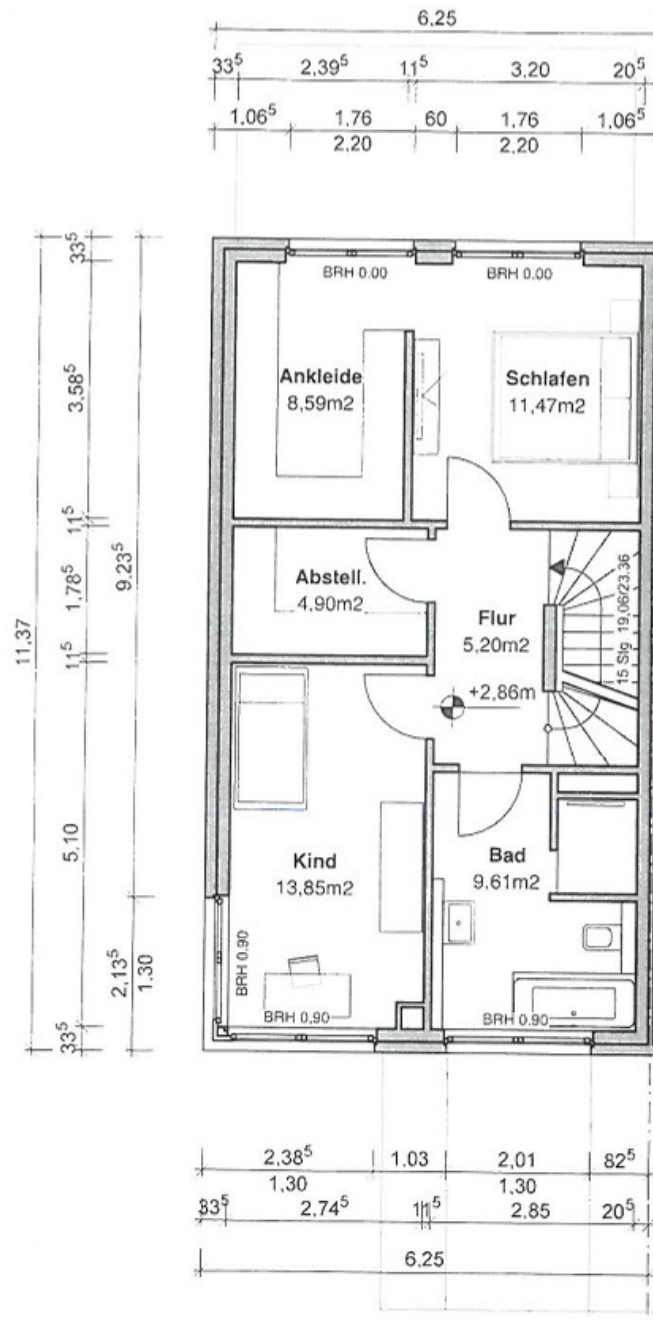 6.25
33⁵ 2.39⁵ 11⁵ 3.20 20⁵
1.06⁵ 1.76 60 1.76 1.06⁵
2,20 2,20
BRH 0.00 BRH 0.00
33⁵
Ankleide
8,59m2
Schlafen
11,47m2
3,58⁵
11⁵
1,78⁵
11⁵
5,10
33⁵
11,37
9.23⁵
2,13⁵
1.30
Abstell.
4,90m2
Flur
5,20m2
+2,86m
15 Stg 19,06/23.36
Kind
13,85m2
Bad
9.61m2
BRH 0.90
BRH 0,90
BRH 0.90
2,38⁵ 1,03 2,01 82⁵
1,30 1,30
33⁵ 2,74⁵ 11⁵ 2.85 20⁵
6,25